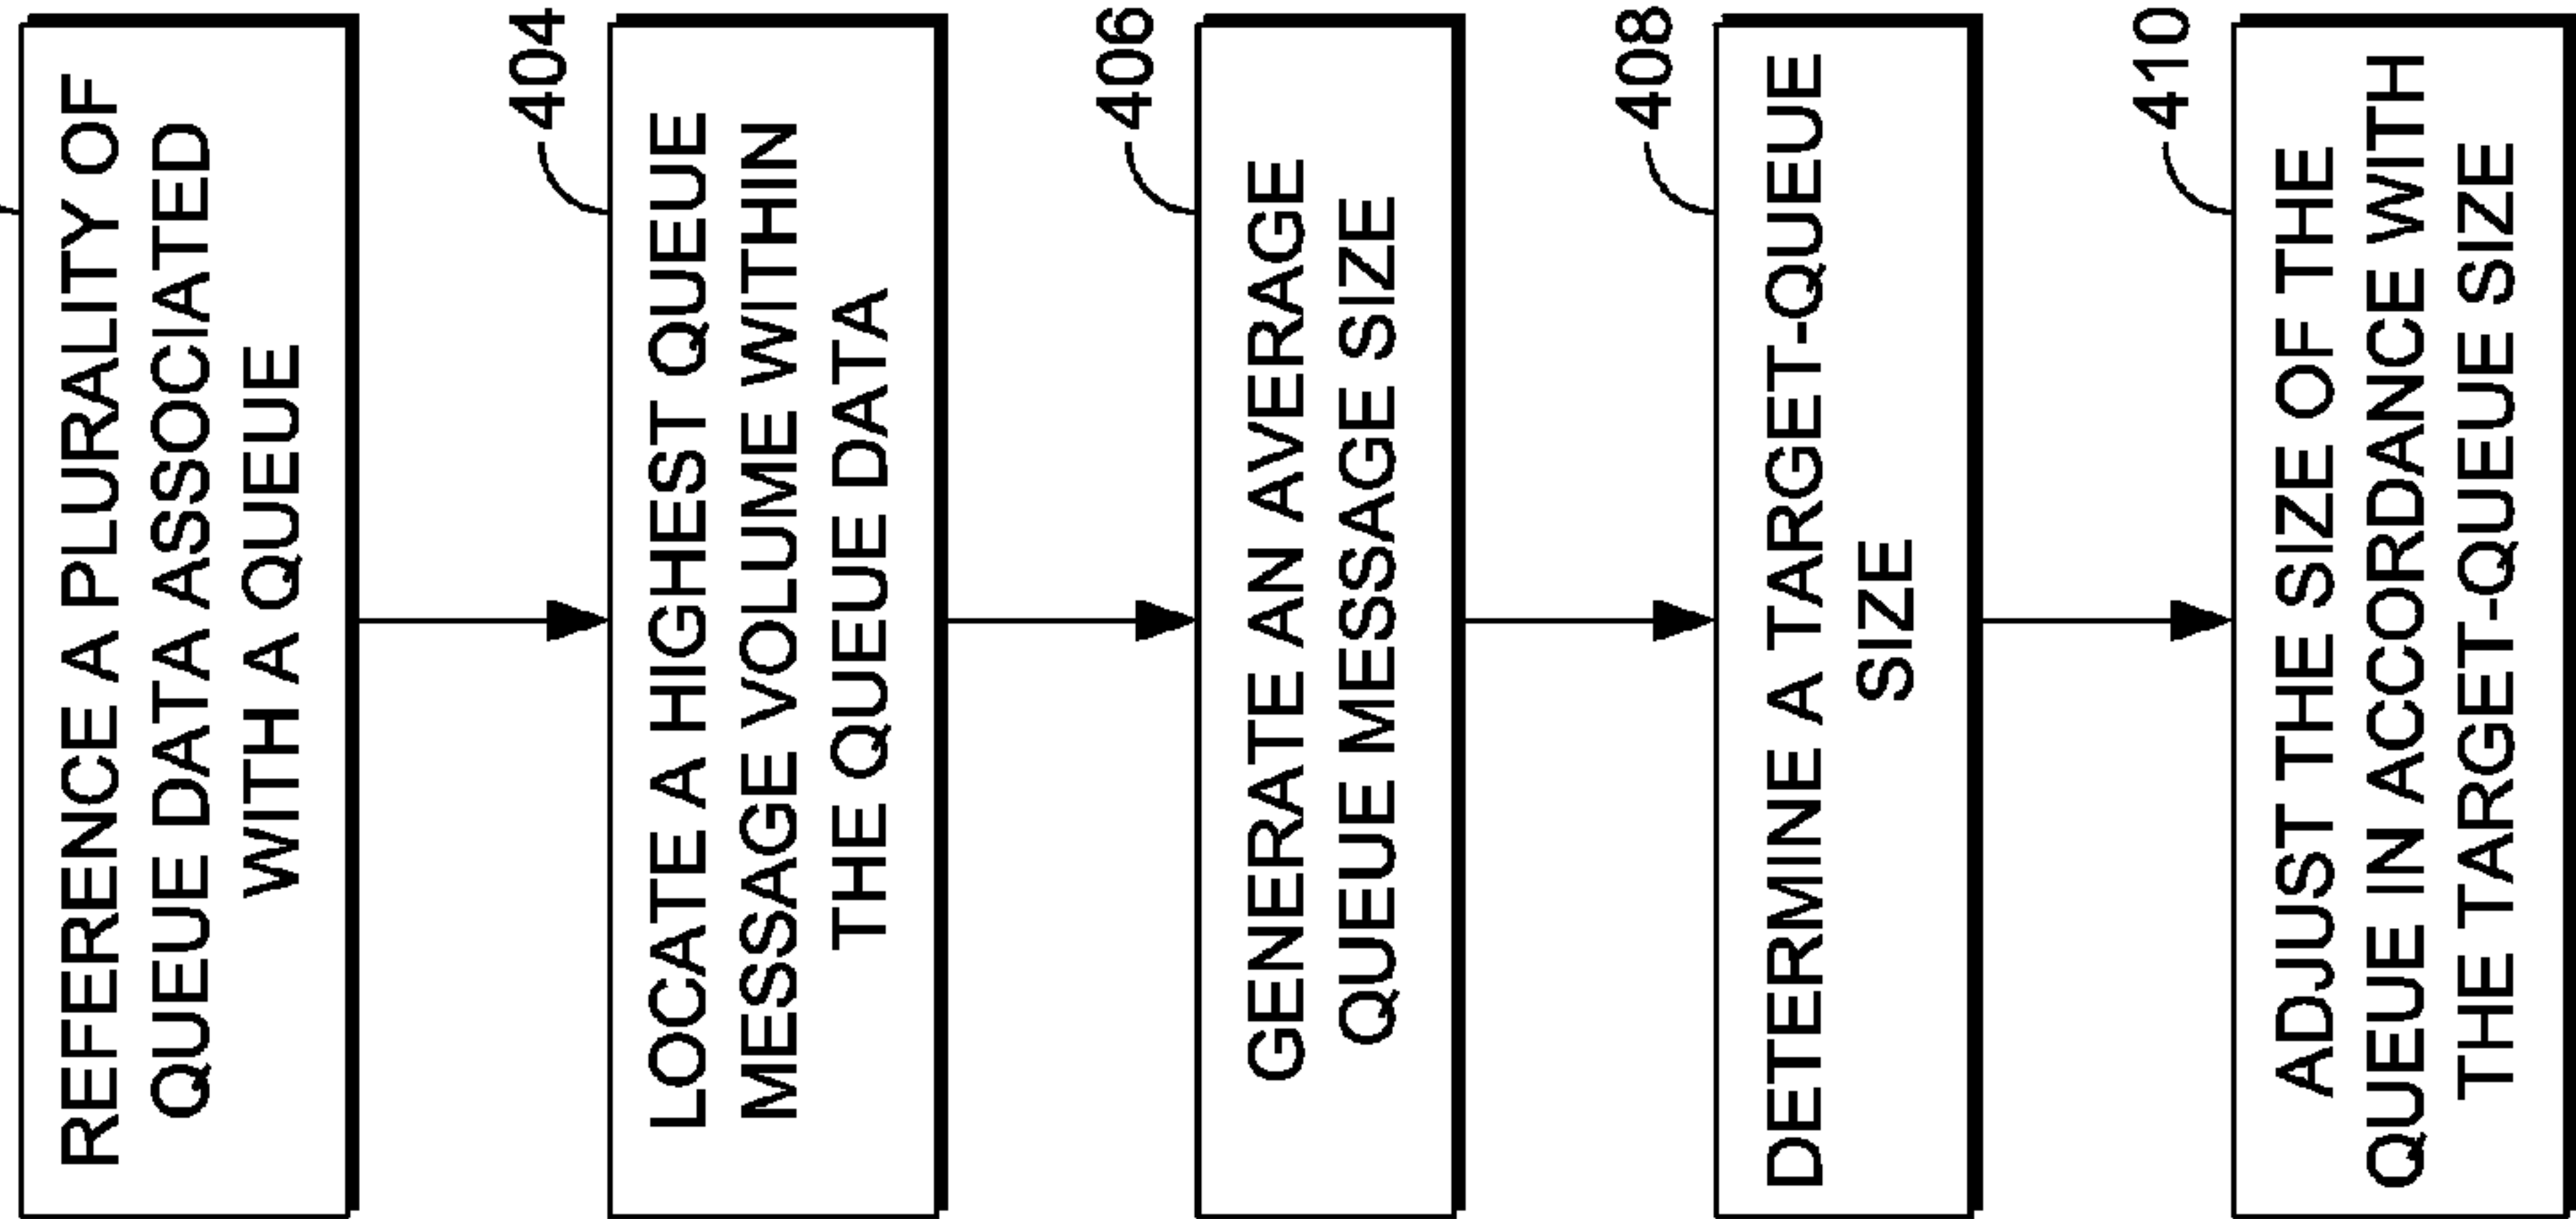 REFERENCE A PLURALITY OF
QUEUE DATA ASSOCIATED
WITH A QUEUE
404
LOCATE A HIGHEST QUEUE
MESSAGE VOLUME WITHIN
THE QUEUE DATA
406
GENERATE AN AVERAGE
QUEUE MESSAGE SIZE
408
DETERMINE A TARGET-QUEUE
SIZE
410
ADJUST THE SIZE OF THE
QUEUE IN ACCORDANCE WITH
THE TARGET-QUEUE SIZE